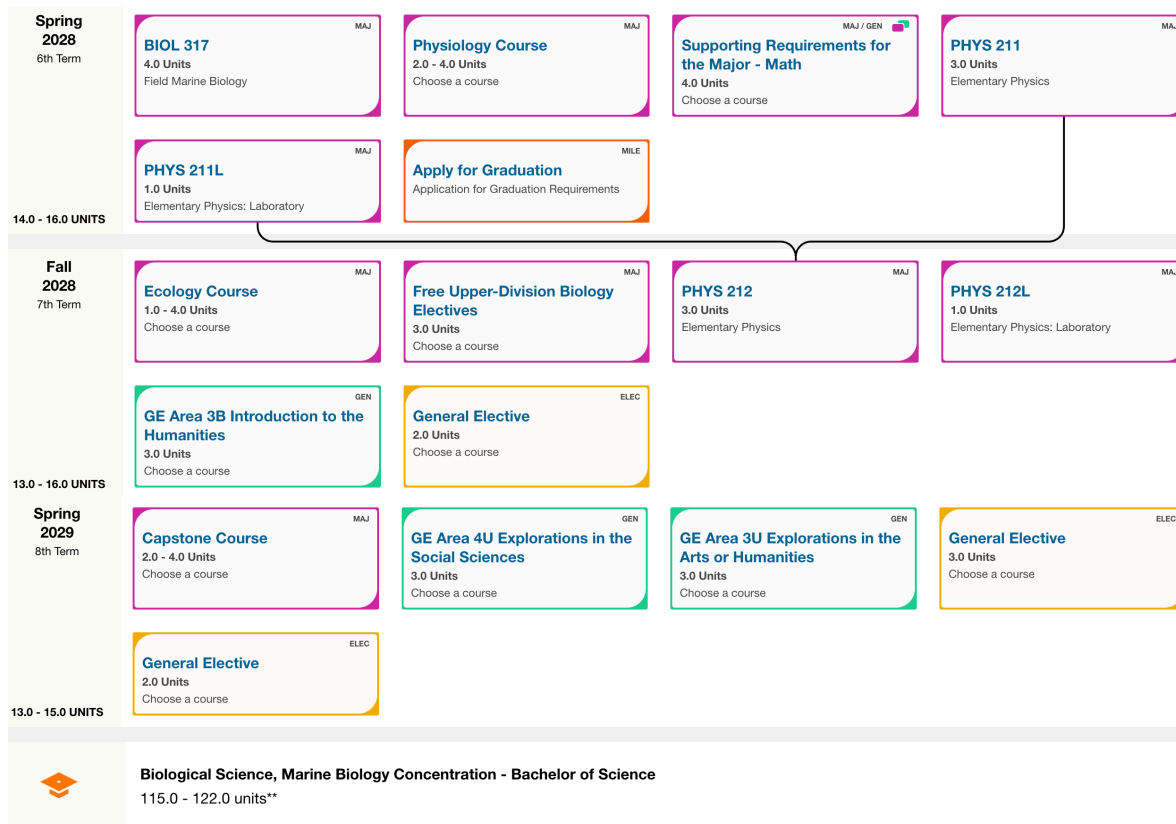 Spring
2028
6th Term
14.0 - 16.0 UNITS
MAJ
BIOL 317
4.0 Units
Field Marine Biology
MAJ
Physiology Course
2.0 - 4.0 Units
Choose a course
MAJ / GEN
Supporting Requirements for
the Major - Math
4.0 Units
Choose a course
MAJ
PHYS 211
3.0 Units
Elementary Physics
MAJ
PHYS 211L
1.0 Units
Elementary Physics: Laboratory
MILE
Apply for Graduation
Application for Graduation Requirements
Fall
2028
7th Term
13.0 - 16.0 UNITS
MAJ
Ecology Course
1.0 - 4.0 Units
Choose a course
MAJ
Free Upper-Division Biology
Electives
3.0 Units
Choose a course
MAJ
PHYS 212
3.0 Units
Elementary Physics
MAJ
PHYS 212L
1.0 Units
Elementary Physics: Laboratory
GEN
GE Area 3B Introduction to the
Humanities
3.0 Units
Choose a course
ELEC
General Elective
2.0 Units
Choose a course
Spring
2029
8th Term
13.0 - 15.0 UNITS
MAJ
Capstone Course
2.0 - 4.0 Units
Choose a course
GEN
GE Area 4U Explorations in the
Social Sciences
3.0 Units
Choose a course
GEN
GE Area 3U Explorations in the
Arts or Humanities
3.0 Units
Choose a course
ELEC
General Elective
3.0 Units
Choose a course
ELEC
General Elective
2.0 Units
Choose a course
Biological Science, Marine Biology Concentration - Bachelor of Science
115.0 - 122.0 units**